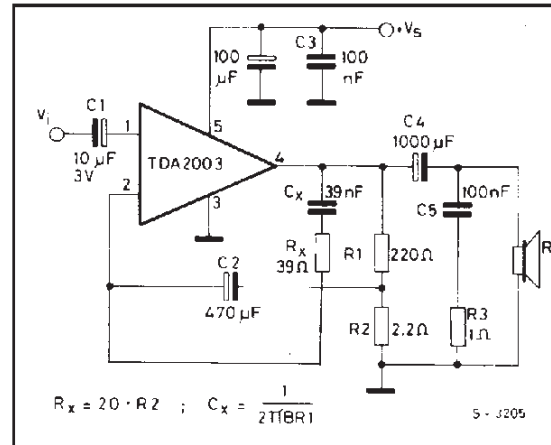 +Vs
100 µF
C3
100 nF
Vi
C1
10 µF
3V
1
2
5
TDA2003
4
3
C4
1000 µF
Cx
39nF
100nF
C5
Rx
39Ω
R1
220Ω
C2
470 µF
R2
2.2Ω
R3
1Ω
R
Rx = 20 · R2 ; Cx = 1 / 2πBR1
S - 3205